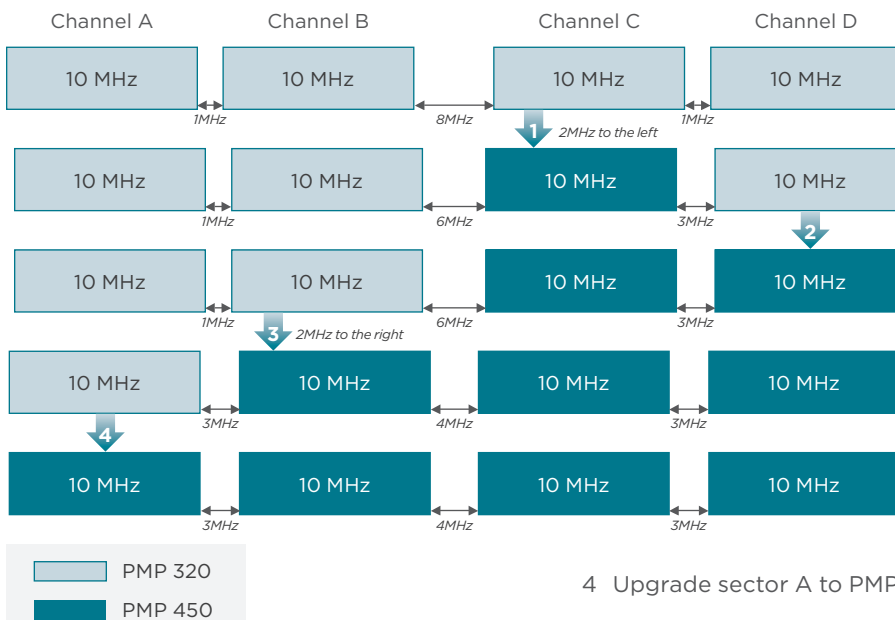 Channel A Channel B Channel C Channel D
10 MHz 10 MHz 10 MHz 10 MHz
1MHz 8MHz 1MHz
1 2MHz to the left
10 MHz 10 MHz 10 MHz 10 MHz
1MHz 6MHz 3MHz
2
10 MHz 10 MHz 10 MHz 10 MHz
1MHz 6MHz 3MHz
3 2MHz to the right
10 MHz 10 MHz 10 MHz 10 MHz
3MHz 4MHz 3MHz
4
10 MHz 10 MHz 10 MHz 10 MHz
3MHz 4MHz 3MHz
PMP 320
4 Upgrade sector A to PMP
PMP 450